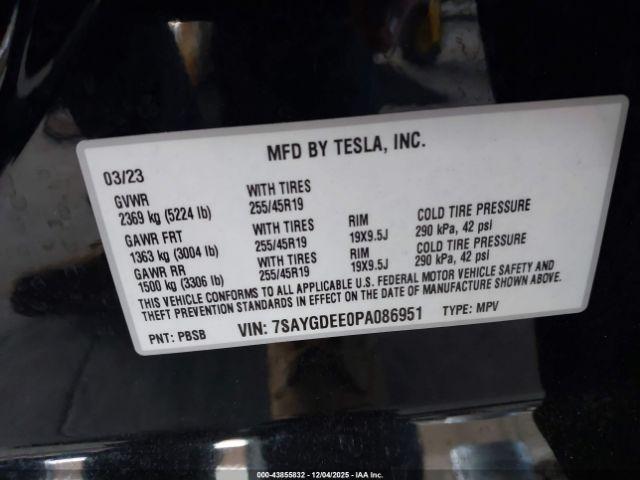 MFD BY TESLA, INC.
03/23
GVWR WITH TIRES
2369 kg (5224 lb) 255/45R19
GAWR FRT WITH TIRES RIM COLD TIRE PRESSURE
1363 kg (3004 lb) 255/45R19 19X9.5J 290 kPa, 42 psi
GAWR RR WITH TIRES RIM COLD TIRE PRESSURE
1500 kg (3306 lb) 255/45R19 19X9.5J 290 kPa, 42 psi
THIS VEHICLE CONFORMS TO ALL APPLICABLE U.S. FEDERAL MOTOR VEHICLE SAFETY AND
THEFT PREVENTION STANDARDS IN EFFECT ON THE DATE OF MANUFACTURE SHOWN ABOVE.
PNT: PBSB VIN: 7SAYGDEE0PA086951 TYPE: MPV
000-43855832 - 12/04/2025 - IAA Inc.